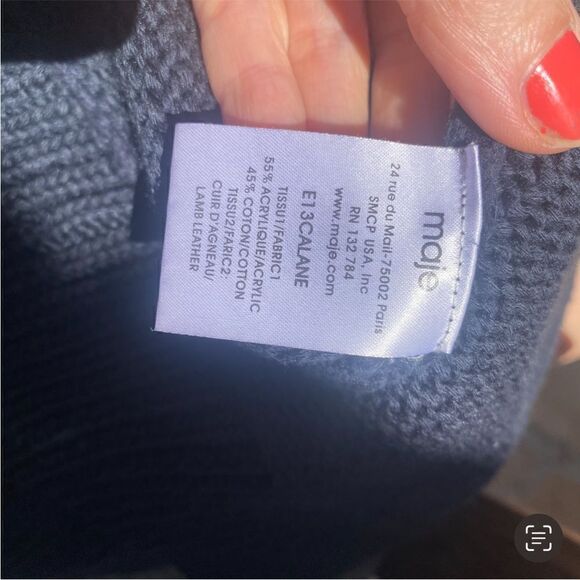 maje
24 rue du Mail-75002 Paris
SMCP USA, Inc
RN 132 784
www.maje.com
E13CALANE
TISSU1/FABRIC1
55% ACRYLIQUE/ACRYLIC
45% COTON/COTTON
TISSU2/FARIC2
CUIR D'AGNEAU/
LAMB LEATHER